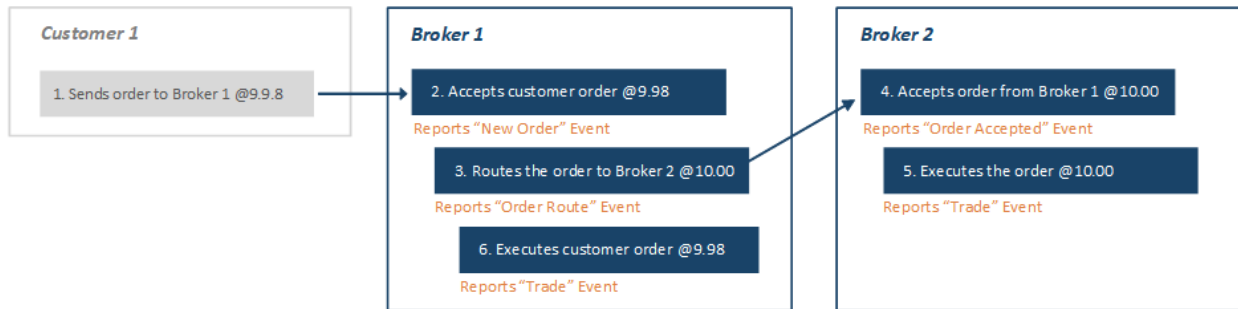 Customer 1
1. Sends order to Broker 1 @9.9.8
Broker 1
2. Accepts customer order @9.98
Reports “New Order” Event
3. Routes the order to Broker 2 @10.00
Reports “Order Route” Event
6. Executes customer order @9.98
Reports “Trade” Event
Broker 2
4. Accepts order from Broker 1 @10.00
Reports “Order Accepted” Event
5. Executes the order @10.00
Reports “Trade” Event